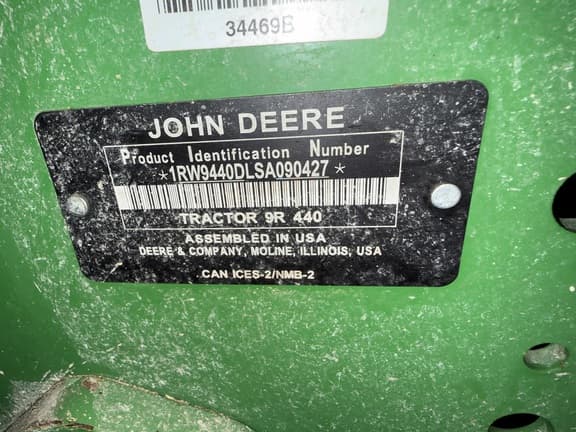 34469B
JOHN DEERE
Product Identification Number
*1RW9440DLSA090427*
TRACTOR 9R 440
ASSEMBLED IN USA
DEERE & COMPANY, MOLINE, ILLINOIS, USA
CAN ICES-2/NMB-2